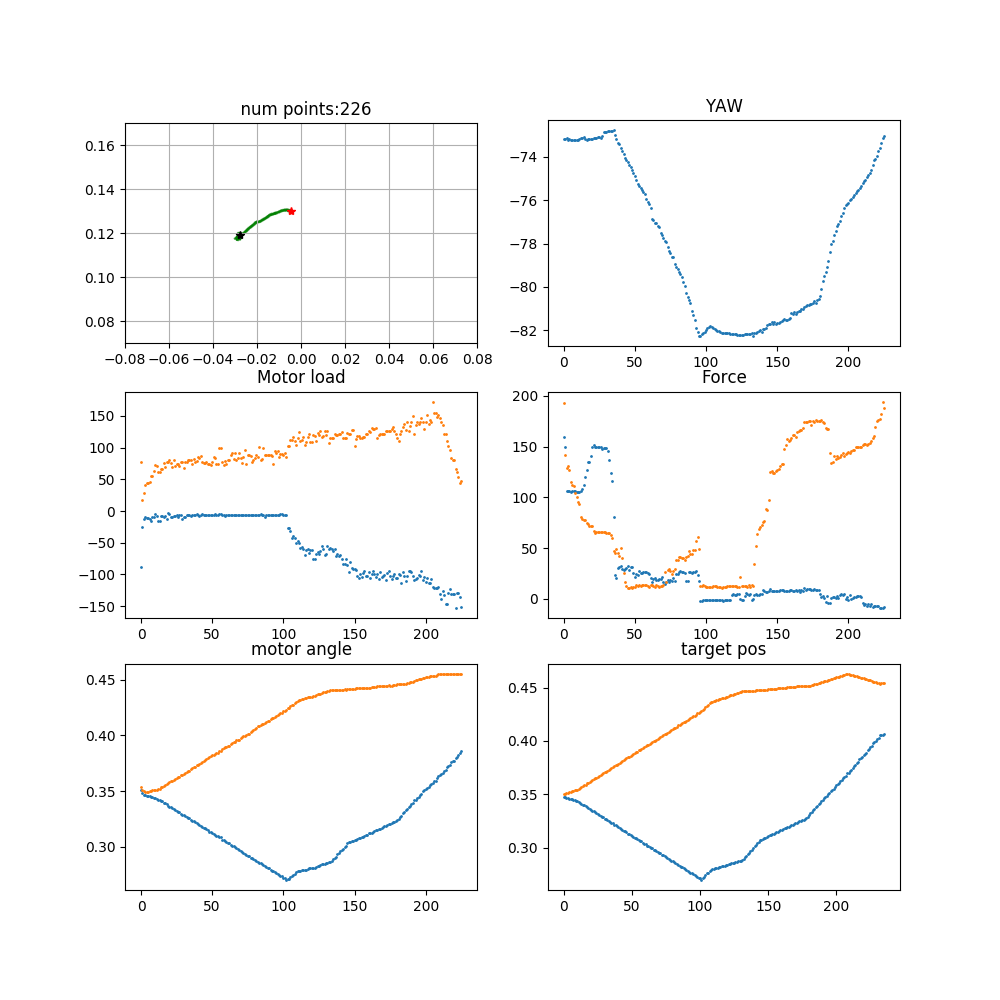 num points:226
0.16
0.14
0.12
0.10
0.08
−0.08 −0.06 −0.04 −0.02 0.00 0.02 0.04 0.06 0.08
YAW
−74
−76
−78
−80
−82
0 100 200
Motor load
150
100
50
0
−50
−100
−150
0 50 100 150 200
Force
200
150
100
50
0
0 100 200
motor angle
0.45
0.40
0.35
0.30
0 50 100 150 200
target pos
0.45
0.40
0.35
0.30
0 50 100 150 200